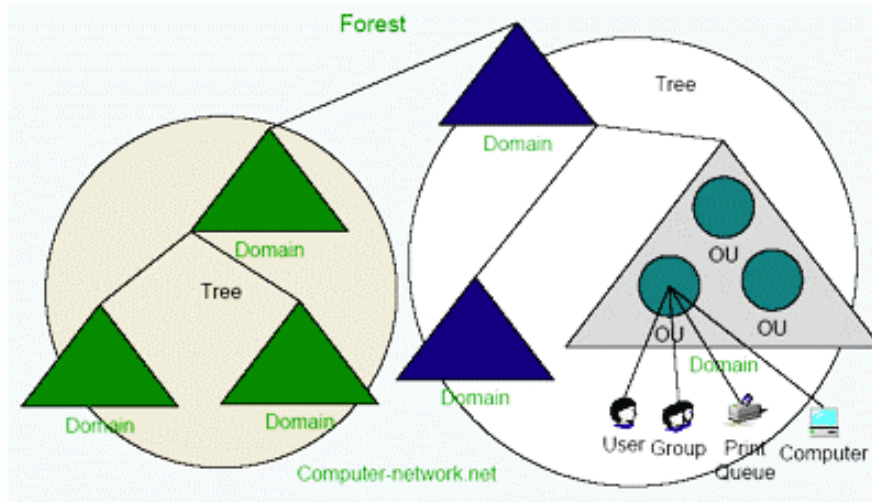 Forest
Tree
Domain
OU
Domain
Tree
OU
OU
Domain
Domain
Domain
Domain
User
Group
Print
Queue
Computer
Computer-network.net